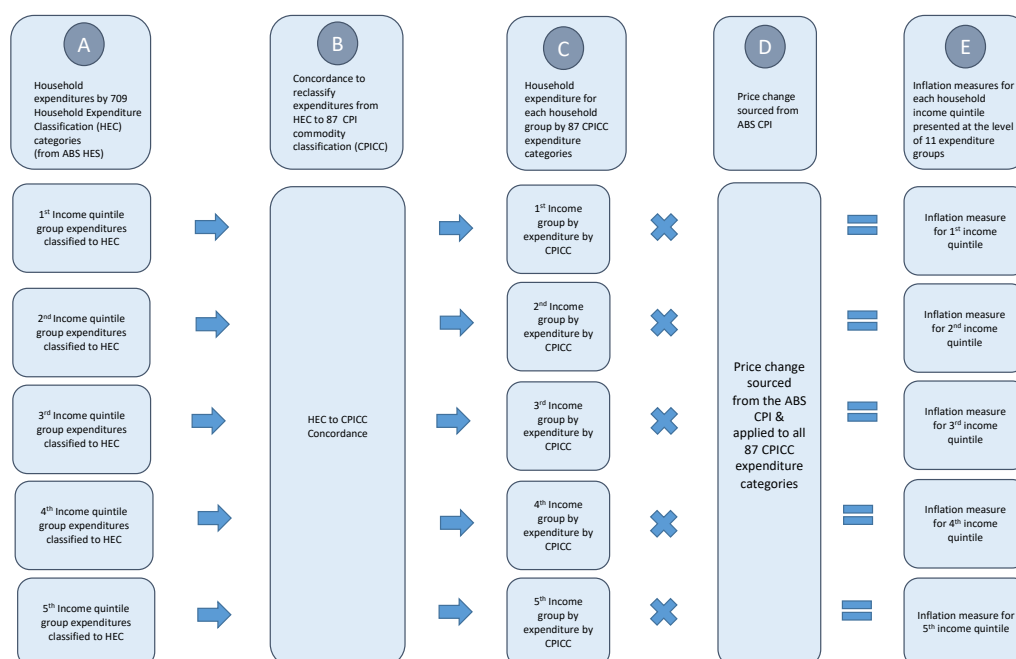 A
Household
expenditures by 709
Household Expenditure
Classification (HEC)
categories
(from ABS HES)
B
Concordance to
reclassify
expenditures from
HEC to 87 CPI
commodity
classification (CPICC)
C
Household
expenditure for
each household
group by 87 CPICC
expenditure
categories
D
Price change
sourced from
ABS CPI
E
Inflation measures for
each household
income quintile
presented at the level
of 11 expenditure
groups
1st Income quintile
group expenditures
classified to HEC
2nd Income quintile
group expenditures
classified to HEC
3rd Income quintile
group expenditures
classified to HEC
4th Income quintile
group expenditures
classified to HEC
5th Income quintile
group expenditures
classified to HEC
HEC to CPICC
Concordance
1st Income
group by
expenditure by
CPICC
2nd Income
group by
expenditure by
CPICC
3rd Income
group by
expenditure by
CPICC
4th Income
group by
expenditure by
CPICC
5th Income
group by
expenditure by
CPICC
Price change
sourced
from the ABS
CPI &
applied to all
87 CPICC
expenditure
categories
Inflation measure
for 1st income
quintile
Inflation measure
for 2nd income
quintile
Inflation measure
for 3rd income
quintile
Inflation measure
for 4th income
quintile
Inflation measure for
5th income quintile